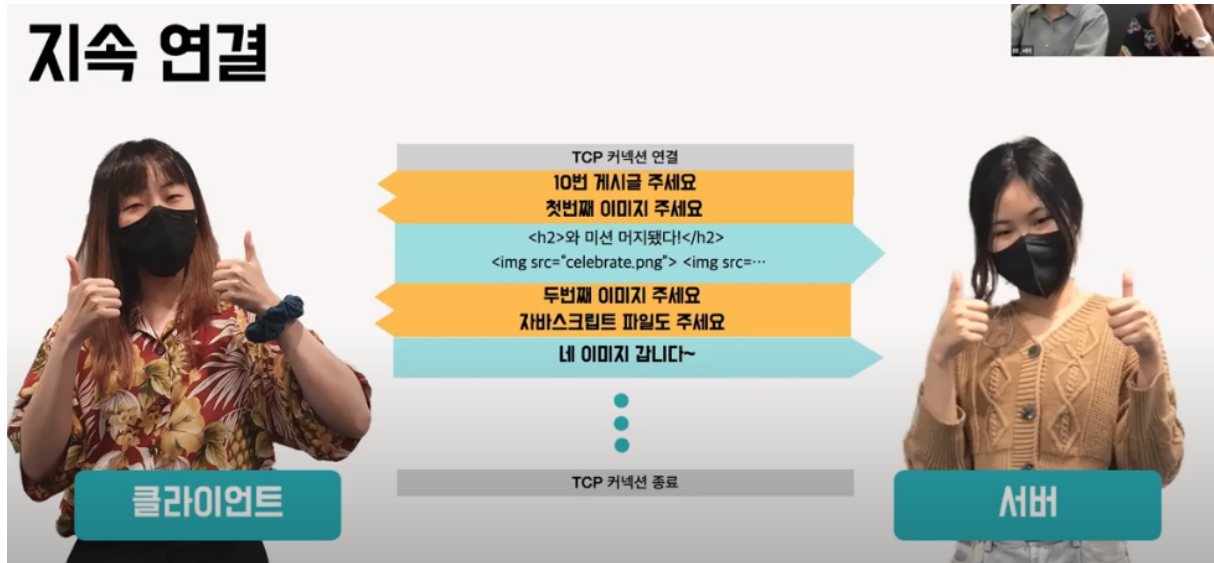 지속 연결
TCP 커넥션 연결
10번 게시글 주세요
첫번째 이미지 주세요
<h2>와 미션 머지됐다!</h2>
<img src="celebrate.png"> <img src=⋯
두번째 이미지 주세요
자바스크립트 파일도 주세요
네 이미지 갑니다~
TCP 커넥션 종료
클라이언트
서버